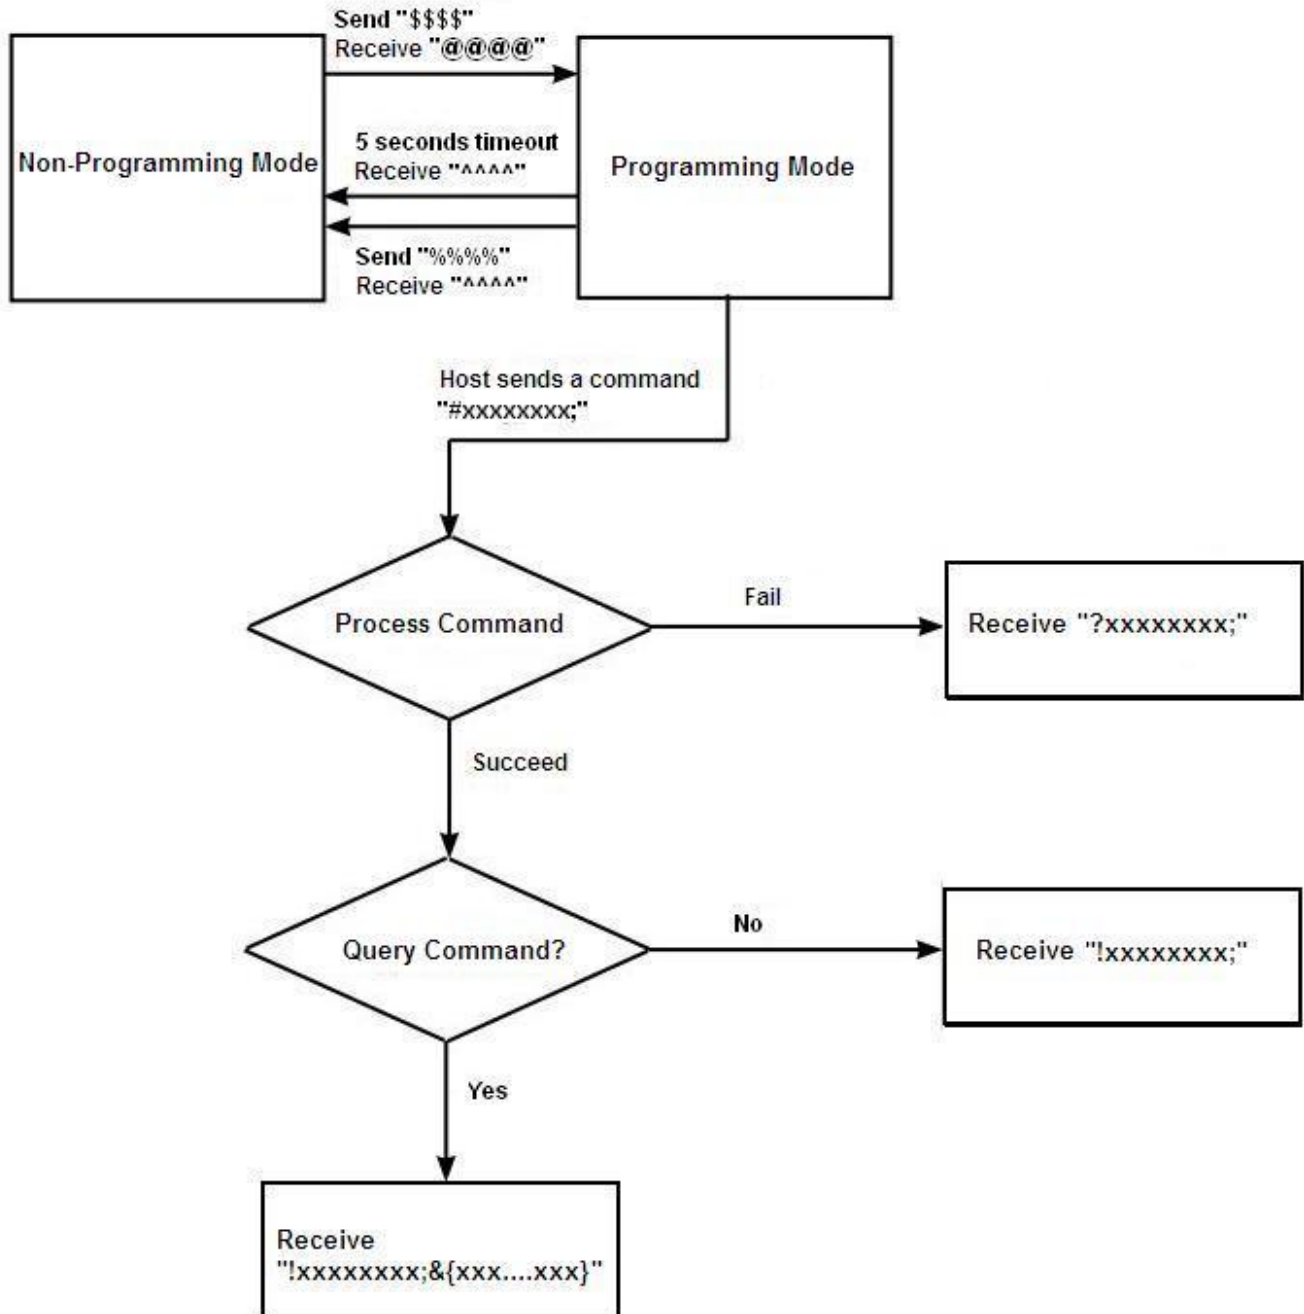 Send "$$$$"
Receive "@@@@"
Non-Programming Mode
5 seconds timeout
Receive "^^^^"
Programming Mode
Send "%%%%"
Receive "^^^^"
Host sends a command
"#xxxxxxxx;"
Process Command
Fail
Receive "?xxxxxxxx;"
Succeed
Query Command?
No
Receive "!xxxxxxxx;"
Yes
Receive
"!xxxxxxxx;&{xxx....xxx}"